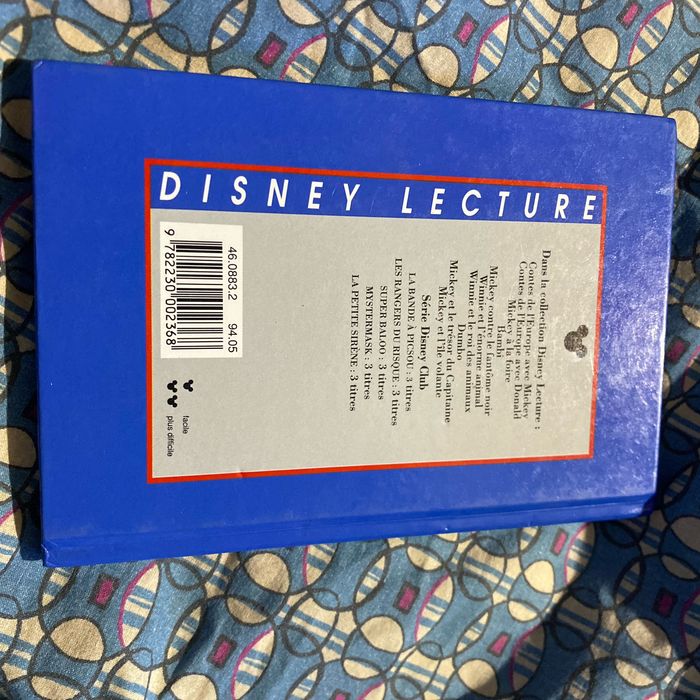 DISNEY LECTURE
Dans la collection Disney Lecture :
Contes de l'Europe avec Mickey
Contes de l'Europe avec Donald
Mickey à la foire
Bambi
Mickey contre le fantôme noir
Winnie et l'énorme animal
Winnie et le roi des animaux
Dumbo
Mickey et le trésor du Capitaine
Mickey et l'île volante
Série Disney Club
LA BANDE À PICSOU : 3 titres
LES RANGERS DU RISQUE : 3 titres
SUPER BALOO : 3 titres
MYSTERMASK : 3 titres
LA PETITE SIRÈNE : 3 titres
46.0883.2 94.05
9 782230 002368
facile
plus difficile